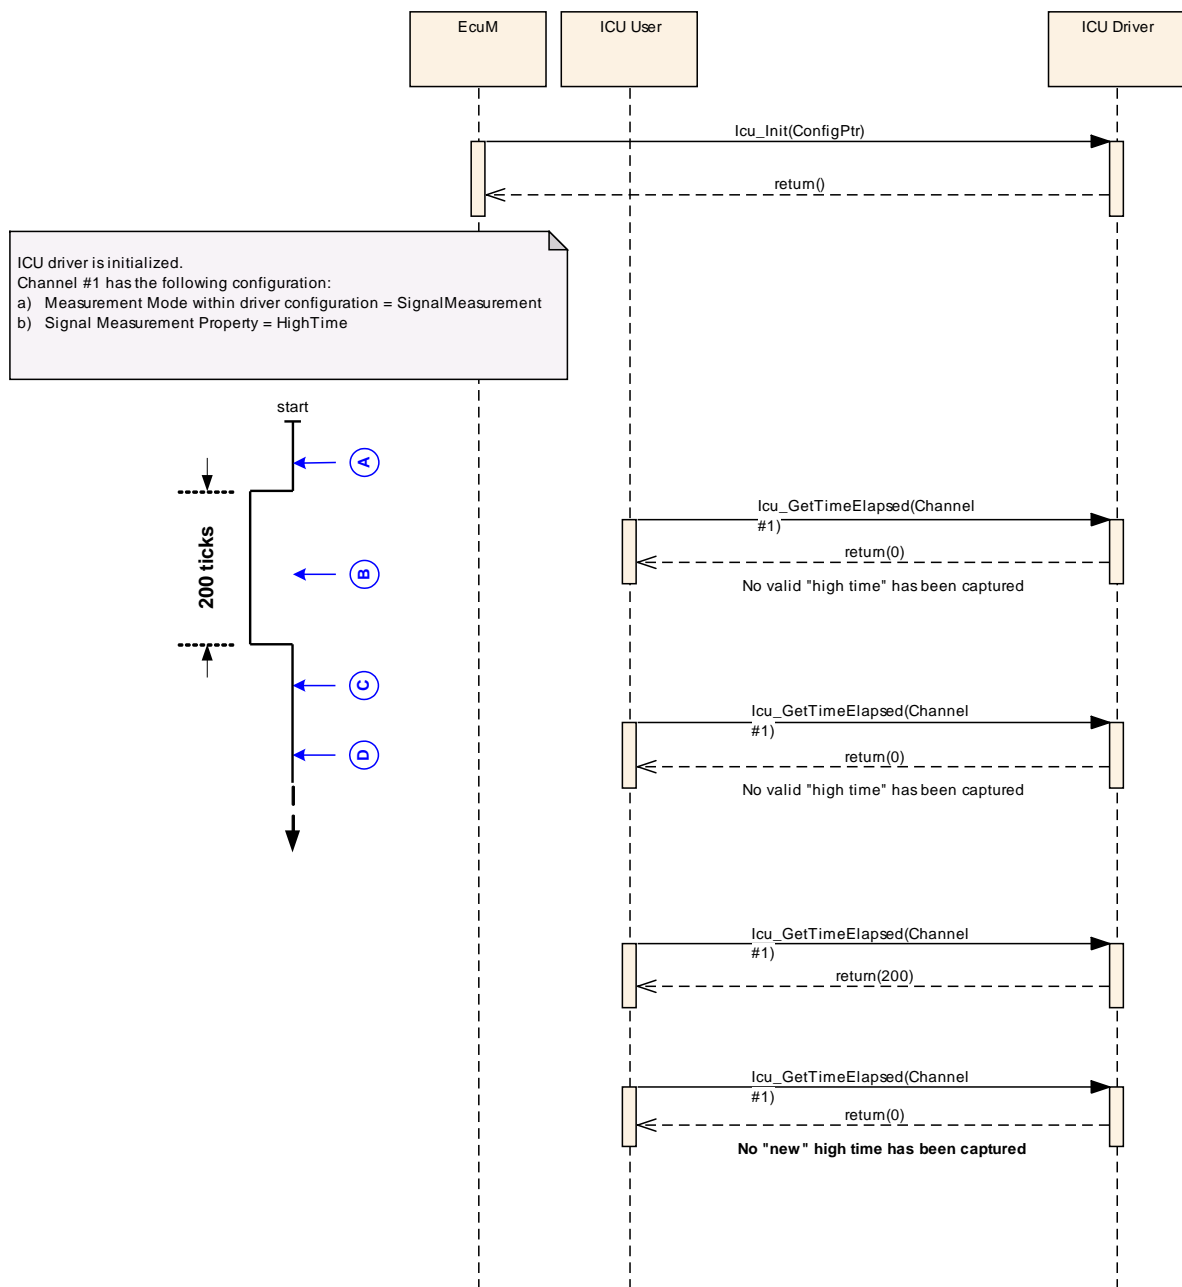 EcuM
ICU User
ICU Driver
Icu_Init(ConfigPtr)
return()
ICU driver is initialized.
Channel #1 has the following configuration:
a) Measurement Mode within driver configuration = SignalMeasurement
b) Signal Measurement Property = HighTime
start
A
200 ticks
B
C
D
Icu_GetTimeElapsed(Channel
#1)
return(0)
No valid "high time" has been captured
Icu_GetTimeElapsed(Channel
#1)
return(0)
No valid "high time" has been captured
Icu_GetTimeElapsed(Channel
#1)
return(200)
Icu_GetTimeElapsed(Channel
#1)
return(0)
No "new" high time has been captured